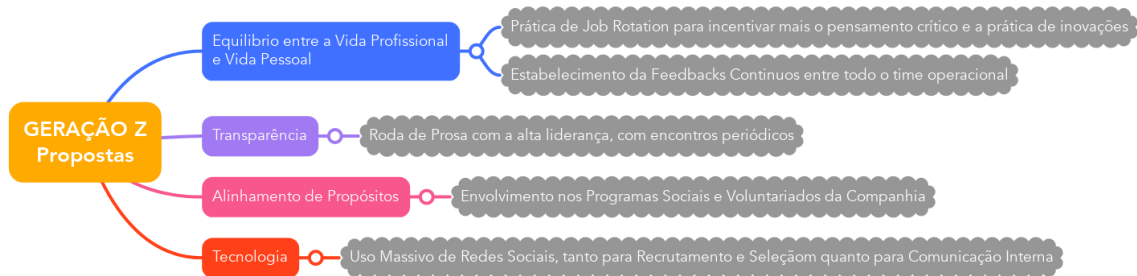 GERAÇÃO Z
Propostas
Equilibrio entre a Vida Profissional
e Vida Pessoal
Prática de Job Rotation para incentivar mais o pensamento crítico e a prática de inovações
Estabelecimento da Feedbacks Continuos entre todo o time operacional
Transparência
Roda de Prosa com a alta liderança, com encontros periódicos
Alinhamento de Propósitos
Envolvimento nos Programas Sociais e Voluntariados da Companhia
Tecnologia
Uso Massivo de Redes Sociais, tanto para Recrutamento e Seleçãom quanto para Comunicação Interna